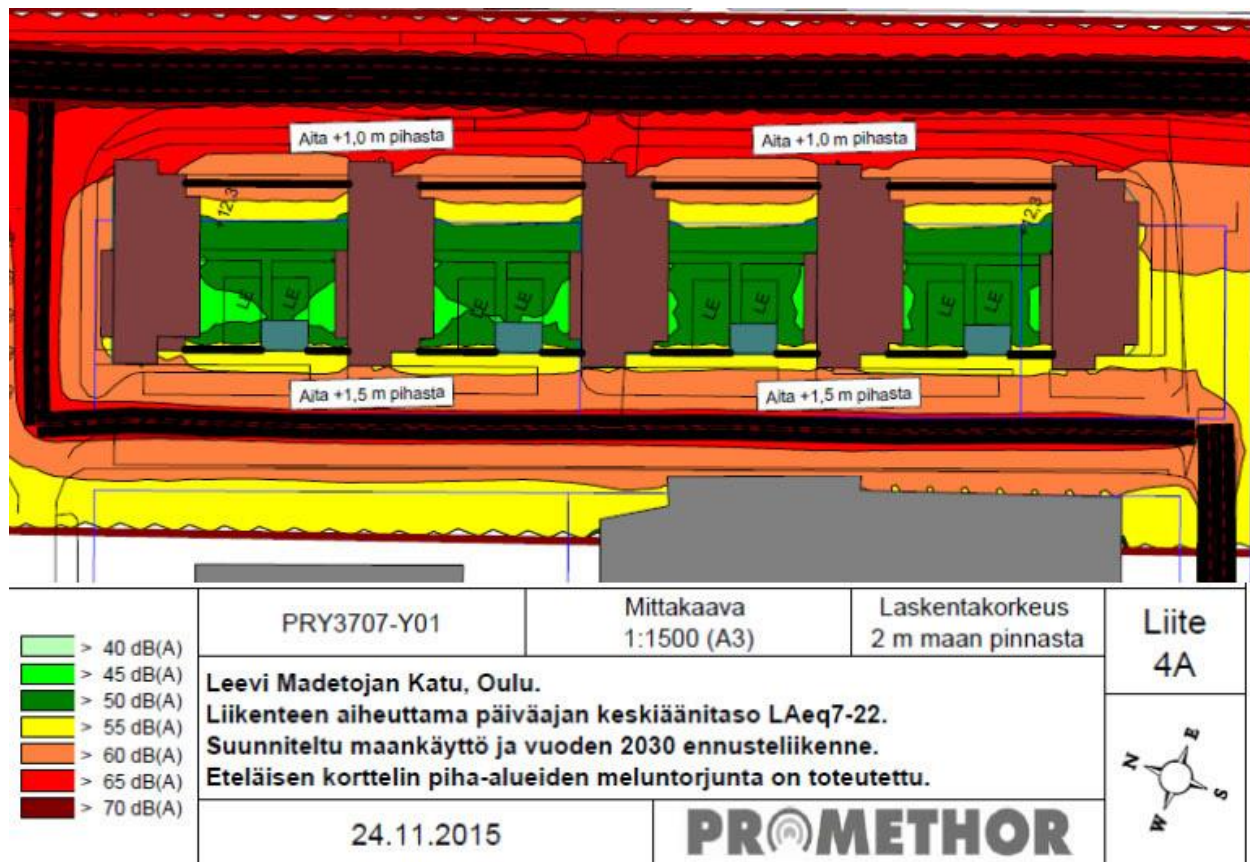 Aita +1,0 m pihasta
Aita +1,0 m pihasta
+12,3
+12,3
LE
LE
LE
LE
LE
LE
LE
LE
Aita +1,5 m pihasta
Aita +1,5 m pihasta
> 40 dB(A)
> 45 dB(A)
> 50 dB(A)
> 55 dB(A)
> 60 dB(A)
> 65 dB(A)
> 70 dB(A)
PRY3707-Y01
Mittakaava
1:1500 (A3)
Laskentakorkeus
2 m maan pinnasta
Liite
4A
Leevi Madetojan Katu, Oulu.
Liikenteen aiheuttama päiväajan keskiäänitaso LAeq7-22.
Suunniteltu maankäyttö ja vuoden 2030 ennusteliikenne.
Eteläisen korttelin piha-alueiden meluntorjunta on toteutettu.
N
E
W
S
24.11.2015
PROMETHOR